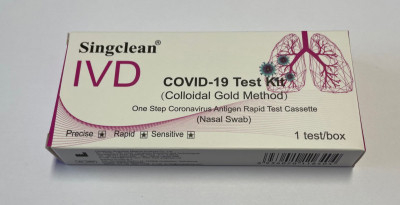 Singclean®
IVD
COVID-19 Test Kit
(Colloidal Gold Method)
One Step Coronavirus Antigen Rapid Test Cassette
(Nasal Swab)
Precise Rapid Sensitive
1 test/box